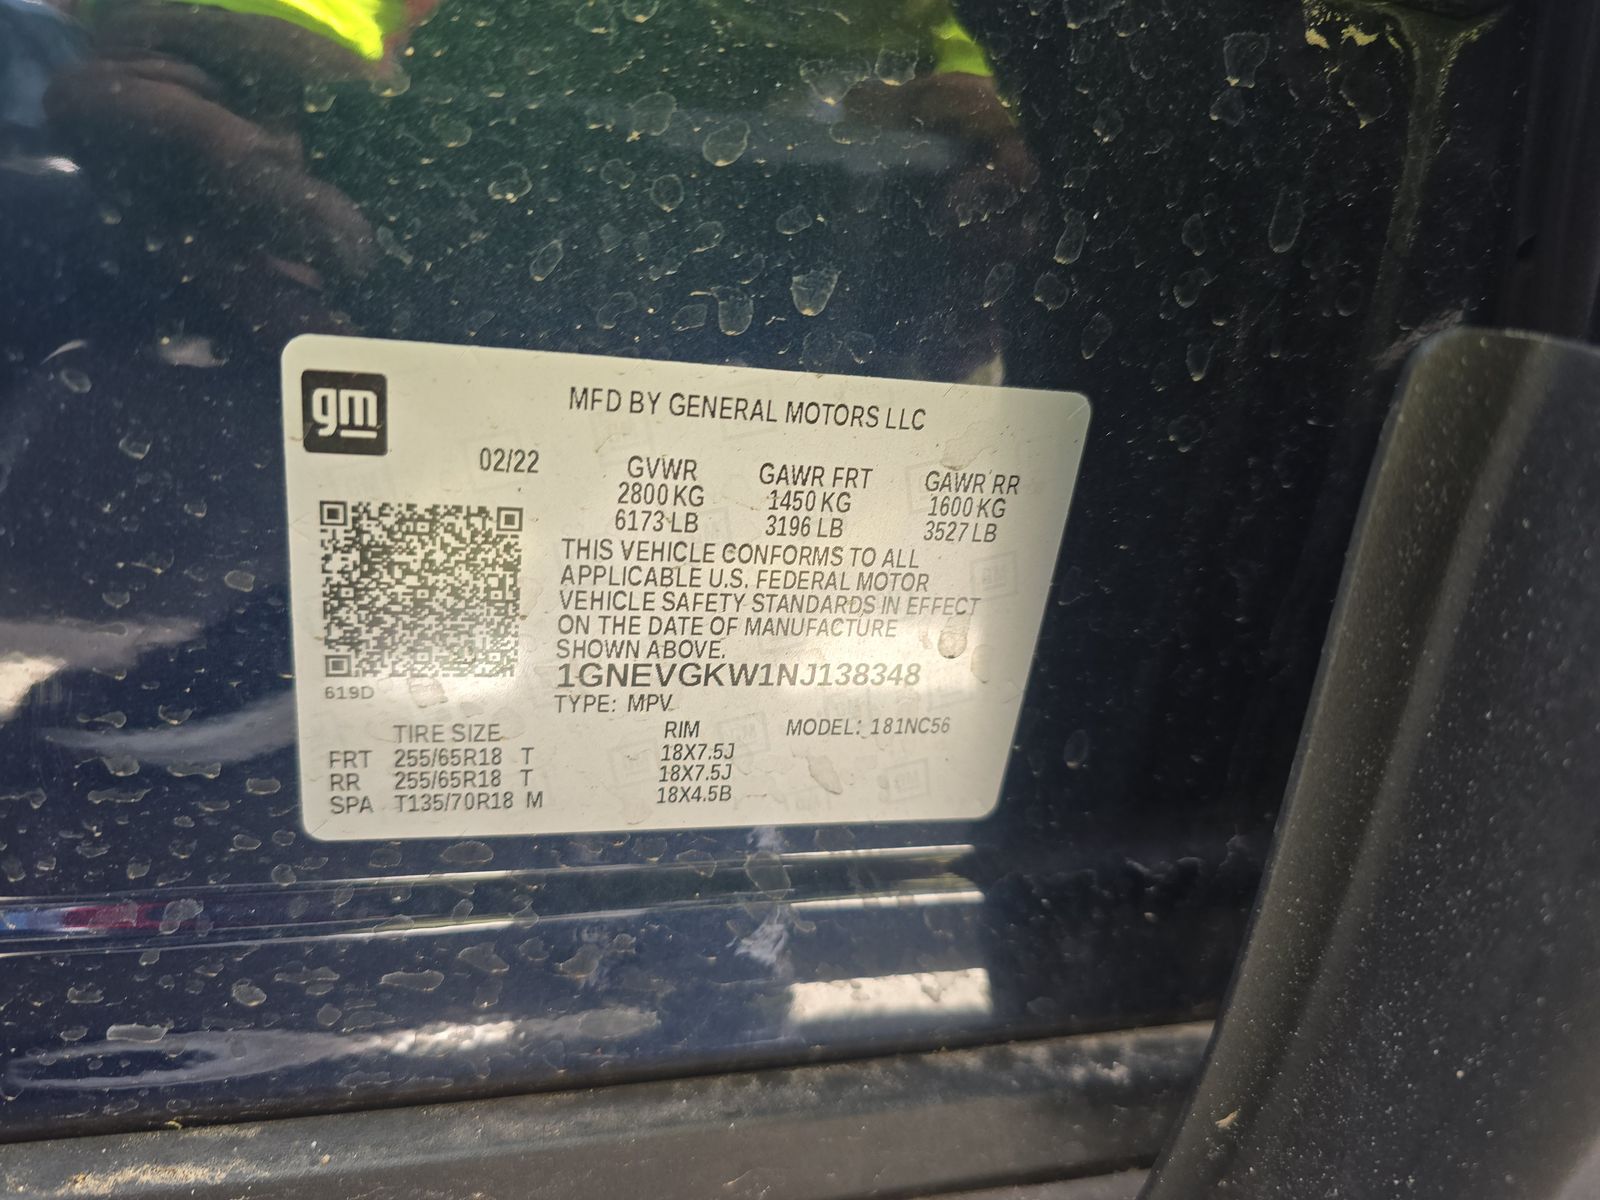 gm
MFD BY GENERAL MOTORS LLC
02/22
GVWR GAWR FRT GAWR RR
2800 KG 1450 KG 1600 KG
6173 LB 3196 LB 3527 LB
THIS VEHICLE CONFORMS TO ALL
APPLICABLE U.S. FEDERAL MOTOR
VEHICLE SAFETY STANDARDS IN EFFECT
ON THE DATE OF MANUFACTURE
SHOWN ABOVE.
1GNEVGKW1NJ138348
619D
TYPE: MPV
TIRE SIZE RIM MODEL: 181NC56
FRT 255/65R18 T 18X7.5J
RR 255/65R18 T 18X7.5J
SPA T135/70R18 M 18X4.5B